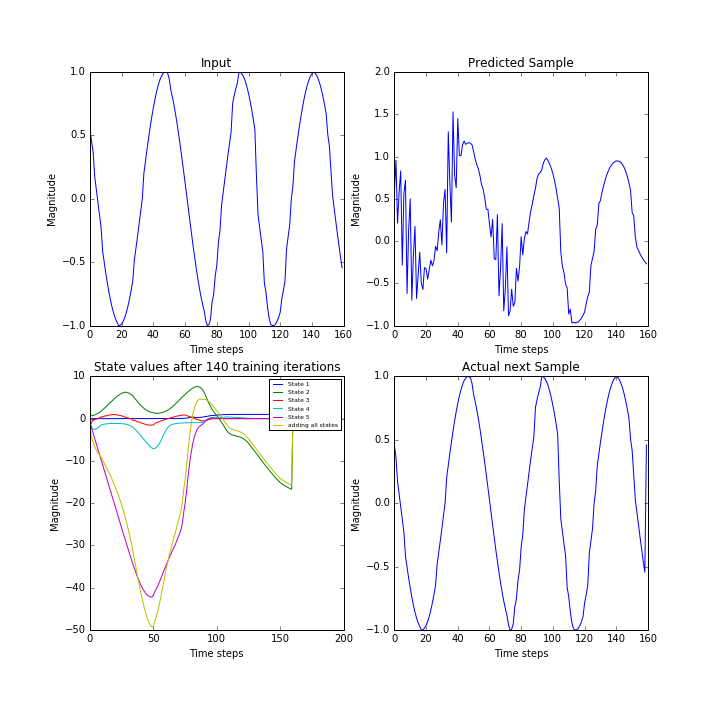 Input
Magnitude
1.0
0.5
0.0
−0.5
−1.0
0 20 40 60 80 100 120 140 160
Time steps
Predicted Sample
Magnitude
2.0
1.5
1.0
0.5
0.0
−0.5
−1.0
0 20 40 60 80 100 120 140 160
Time steps
State values after 140 training iterations
Magnitude
10
0
−10
−20
−30
−40
−50
0 50 100 150 200
Time steps
State 1
State 2
State 3
State 4
State 5
adding all states
Actual next Sample
Magnitude
1.0
0.5
0.0
−0.5
−1.0
0 20 40 60 80 100 120 140 160
Time steps